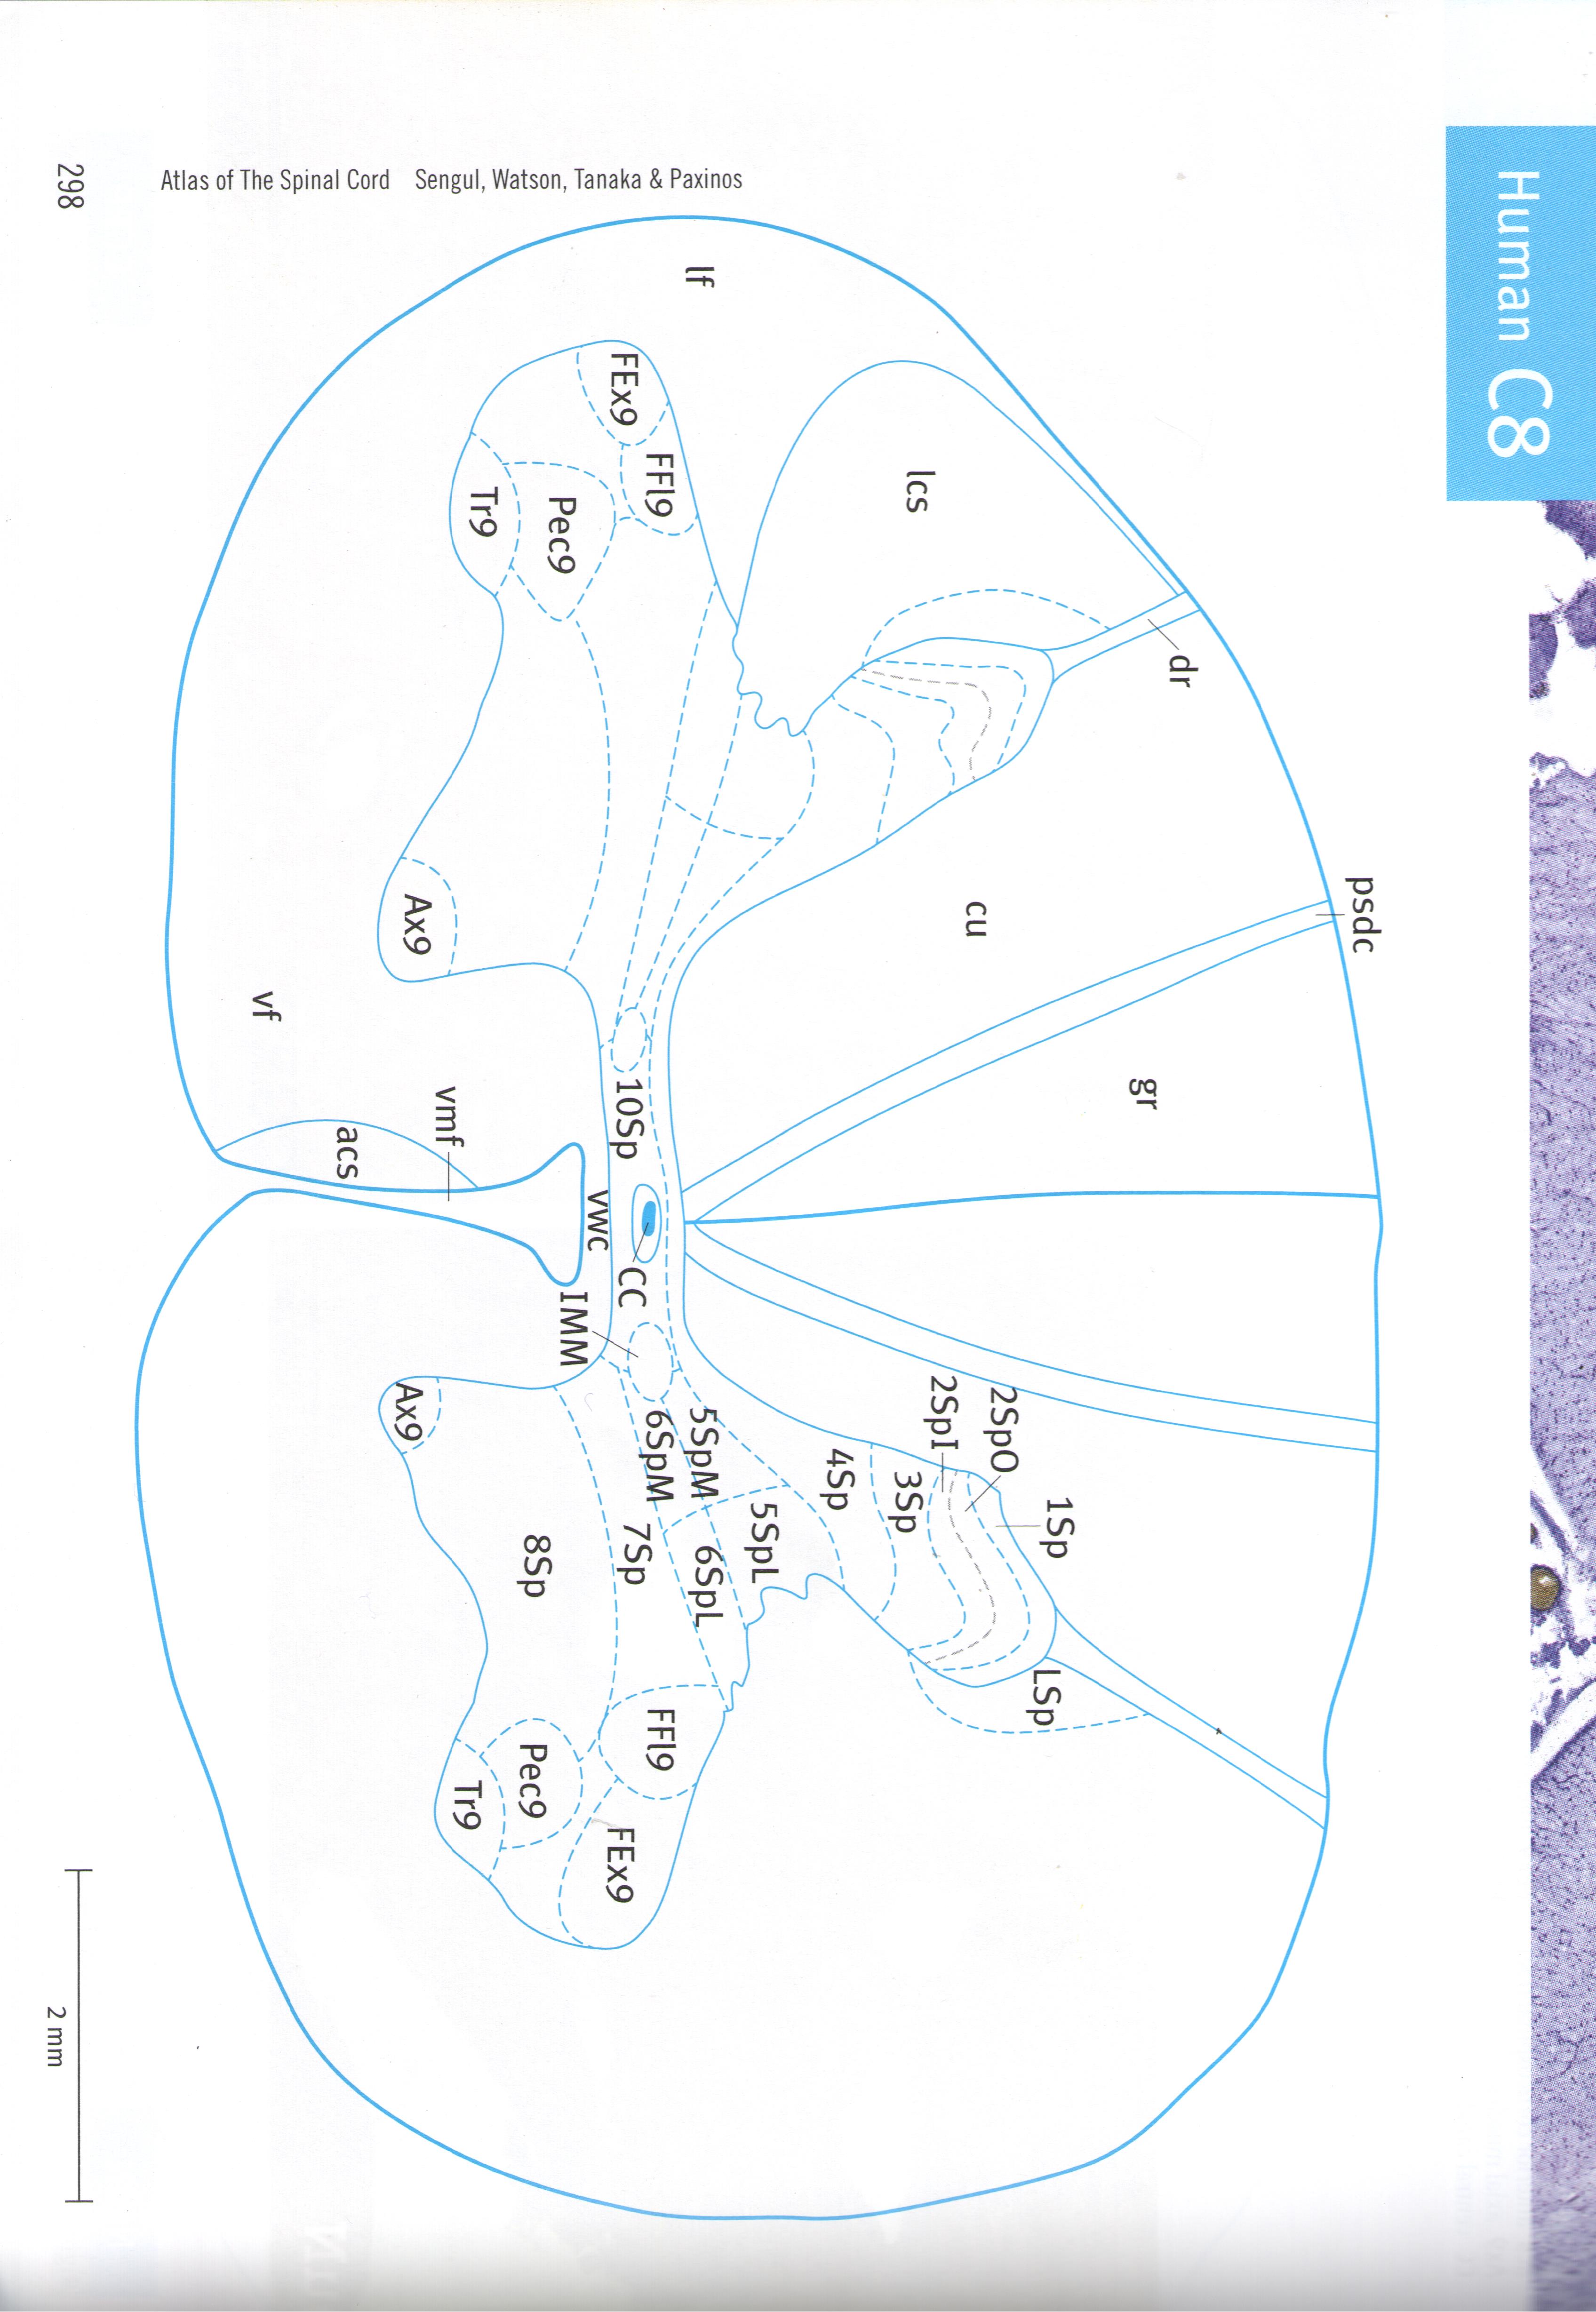 Human C8
psdc
dr
gr
cu
lcs
lf
1Sp
2SpO
2SpI
LSp
3Sp
4Sp
5SpL
5SpM
6SpL
6SpM
7Sp
8Sp
10Sp
CC
IMM
vwc
FFl9
FEx9
Pec9
Tr9
Ax9
FFl9
FEx9
Pec9
Tr9
Ax9
vmf
acs
vf
2 mm
298
Atlas of The Spinal Cord Sengul, Watson, Tanaka & Paxinos